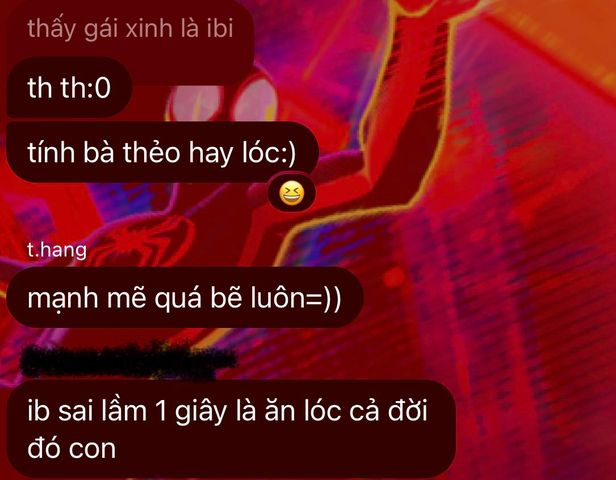 thấy gái xinh là ibi
th th:0
tính bà thẻo hay lóc:)
t.hang
mạnh mẽ quá bẽ luôn=))
ib sai lầm 1 giây là ăn lóc cả đời
đó con